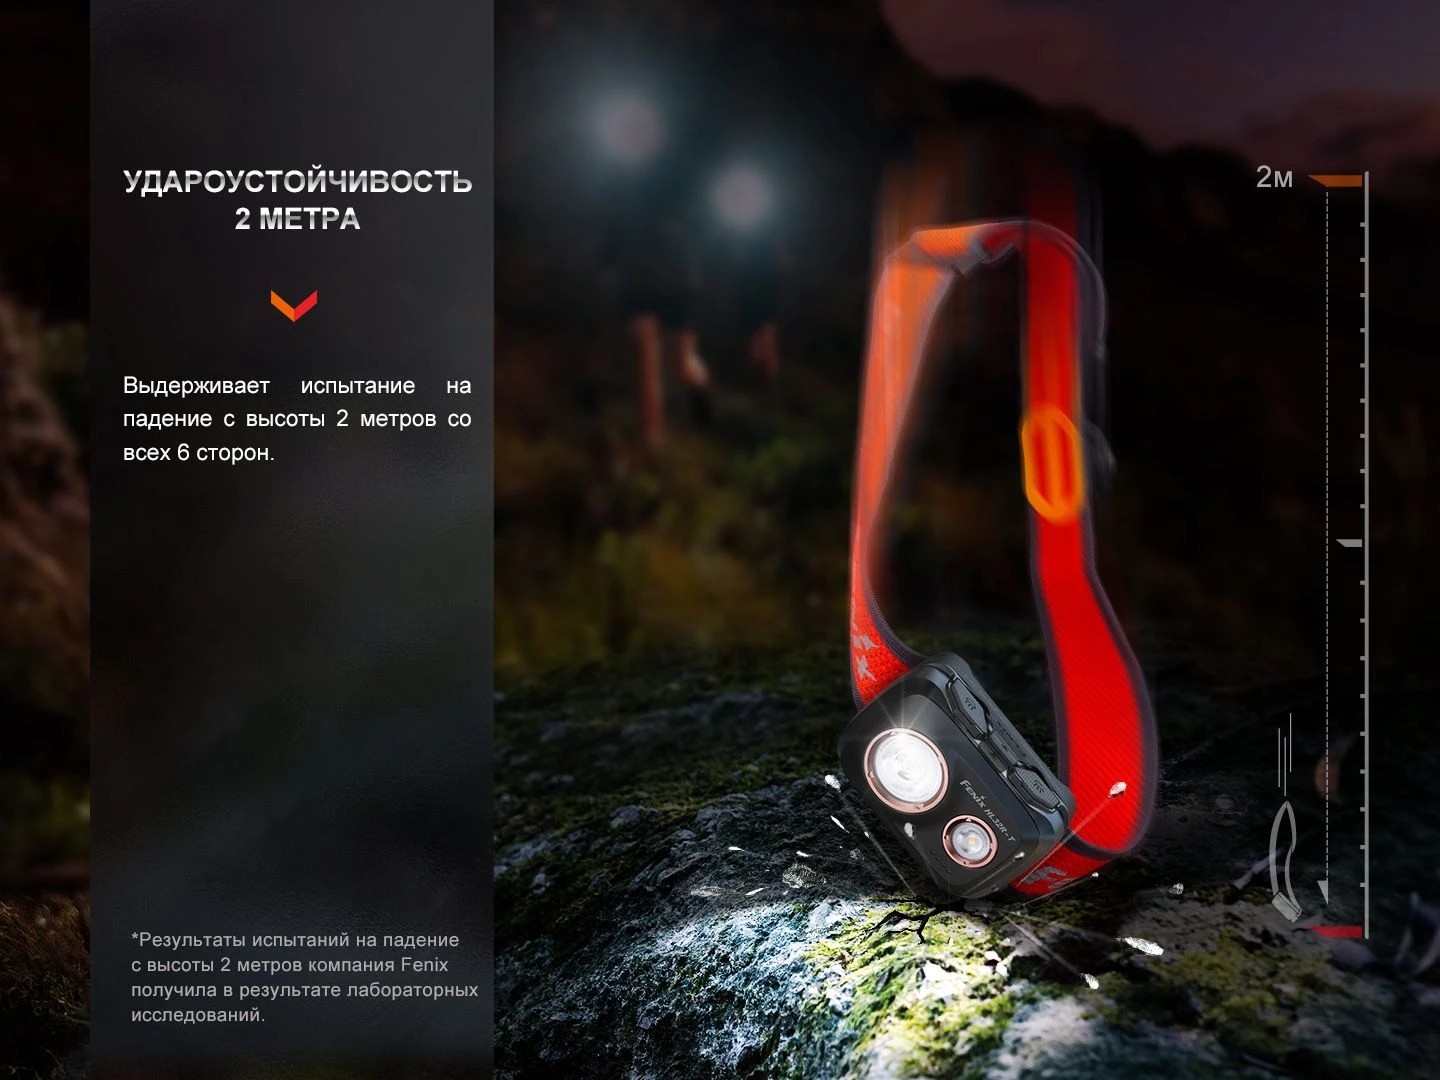 УДАРОУСТОЙЧИВОСТЬ
2 МЕТРА
Выдерживает испытание на
падение с высоты 2 метров со
всех 6 сторон.
*Результаты испытаний на падение
с высоты 2 метров компания Fenix
получила в результате лабораторных
исследований.
2м
FENIX HL32R-T